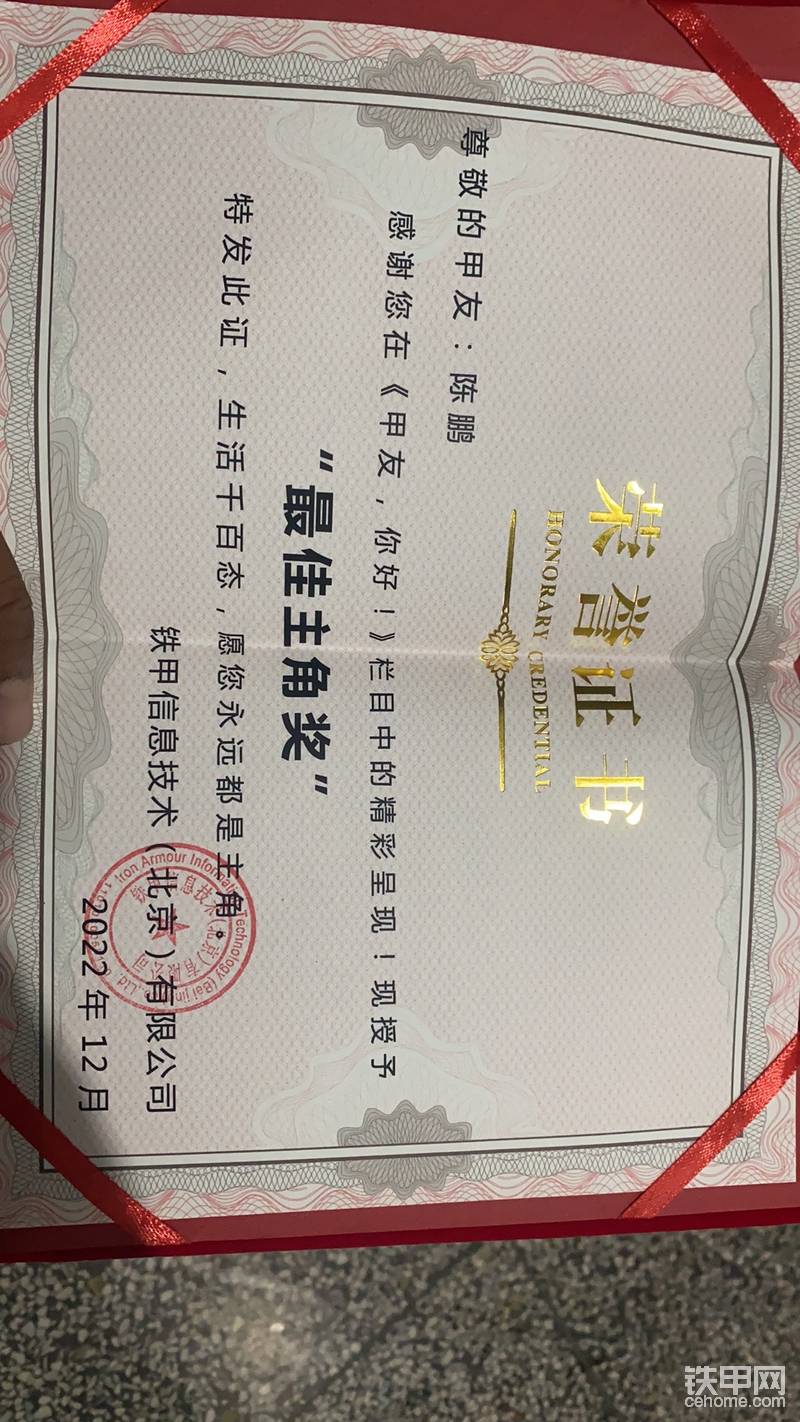 荣誉证书
HONORARY CREDENTIAL
尊敬的甲友：陈鹏
感谢您在《甲友，你好！》栏目中的精彩呈现！现授予
“最佳主角奖”
特发此证，生活千百态，愿您永远都是主角。
铁甲信息技术（北京）有限公司
2022年12月
铁甲网
cehome.com